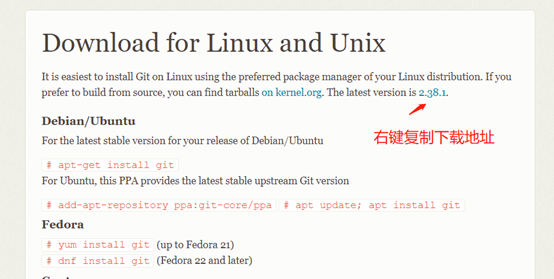 Download for Linux and Unix
It is easiest to install Git on Linux using the preferred package manager of your Linux distribution. If you
prefer to build from source, you can find tarballs on kernel.org. The latest version is 2.38.1.
右键复制下载地址
Debian/Ubuntu
For the latest stable version for your release of Debian/Ubuntu
# apt-get install git
For Ubuntu, this PPA provides the latest stable upstream Git version
# add-apt-repository ppa:git-core/ppa # apt update; apt install git
Fedora
# yum install git (up to Fedora 21)
# dnf install git (Fedora 22 and later)